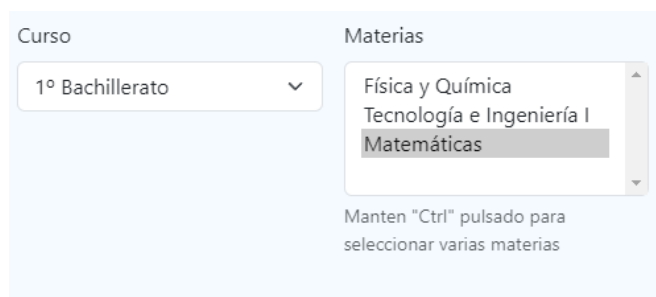 Curso
1º Bachillerato
Materias
Física y Química
Tecnología e Ingeniería I
Matemáticas
Manten "Ctrl" pulsado para
seleccionar varias materias